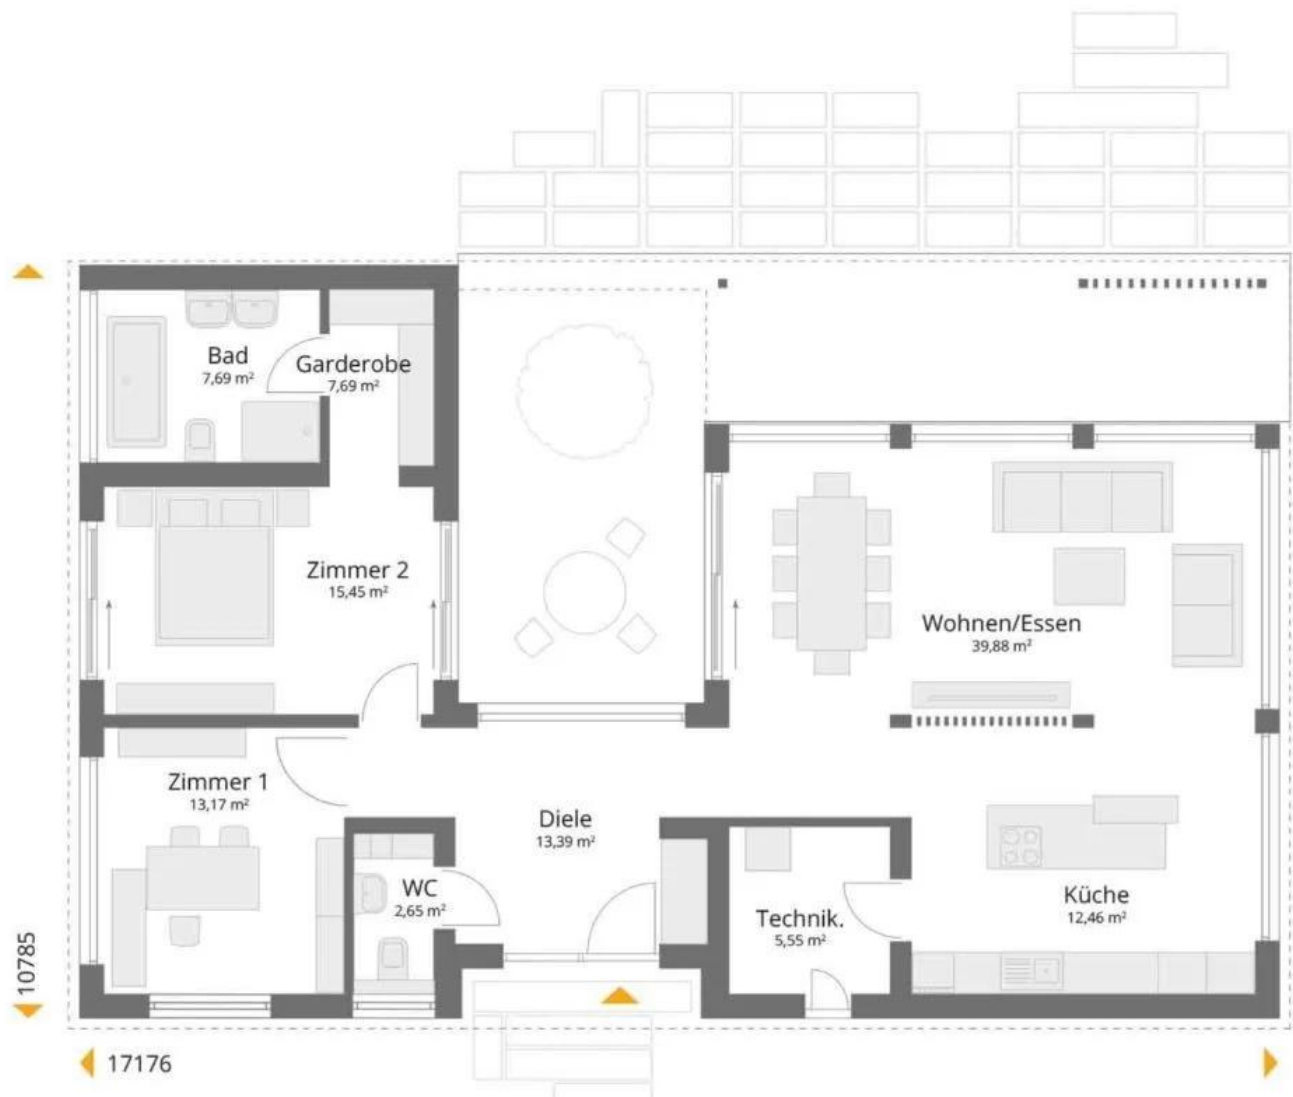 Bad
7,69 m²
Garderobe
7,69 m²
Zimmer 2
15,45 m²
Wohnen/Essen
39,88 m²
Zimmer 1
13,17 m²
Diele
13,39 m²
WC
2,65 m²
Technik.
5,55 m²
Küche
12,46 m²
10785
17176